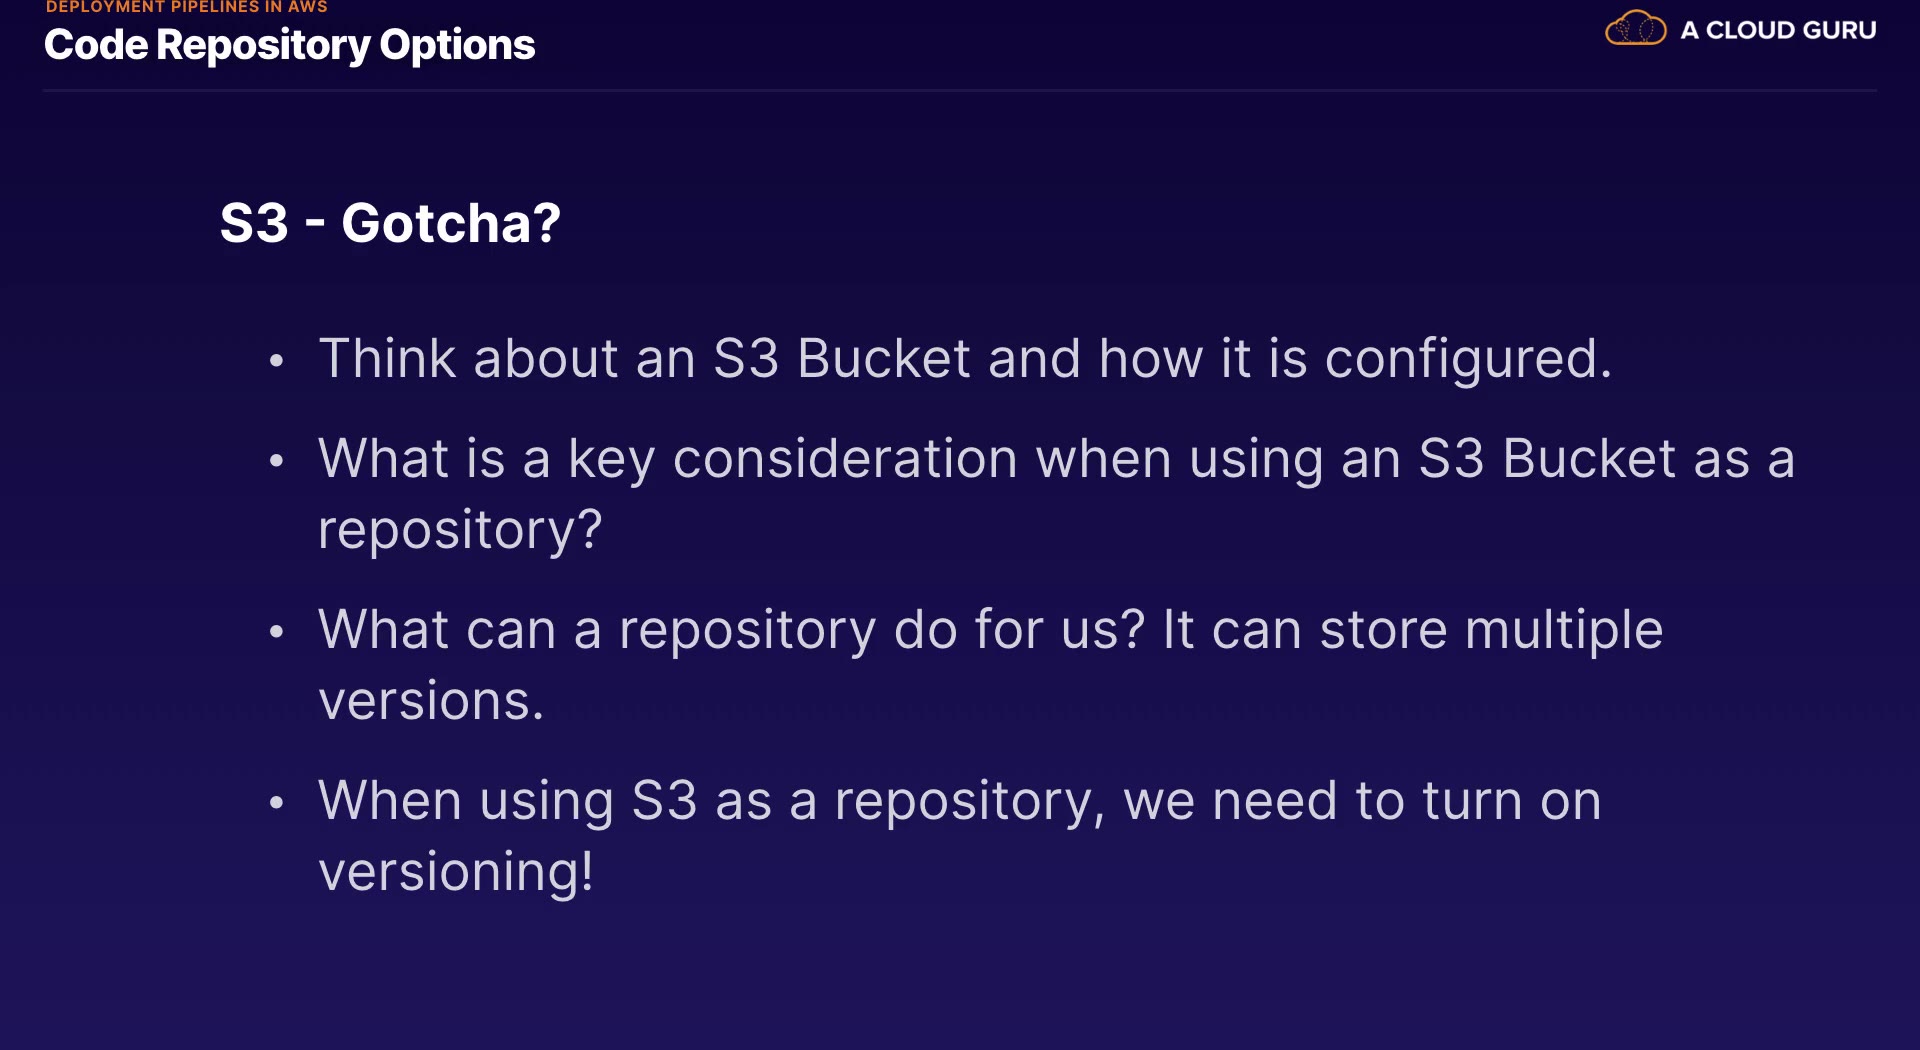 DEPLOYMENT PIPELINES IN AWS
Code Repository Options
A CLOUD GURU
S3 - Gotcha?
• Think about an S3 Bucket and how it is configured.
• What is a key consideration when using an S3 Bucket as a
repository?
• What can a repository do for us? It can store multiple
versions.
• When using S3 as a repository, we need to turn on
versioning!